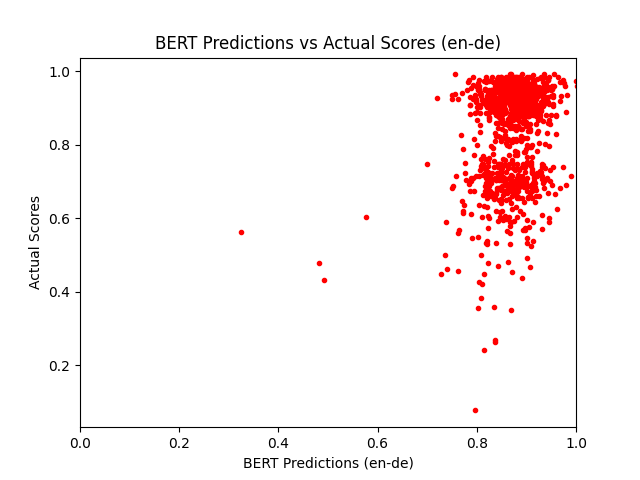 BERT Predictions vs Actual Scores (en-de)
1.0
0.8
0.6
0.4
0.2
Actual Scores
0.0 0.2 0.4 0.6 0.8 1.0
BERT Predictions (en-de)